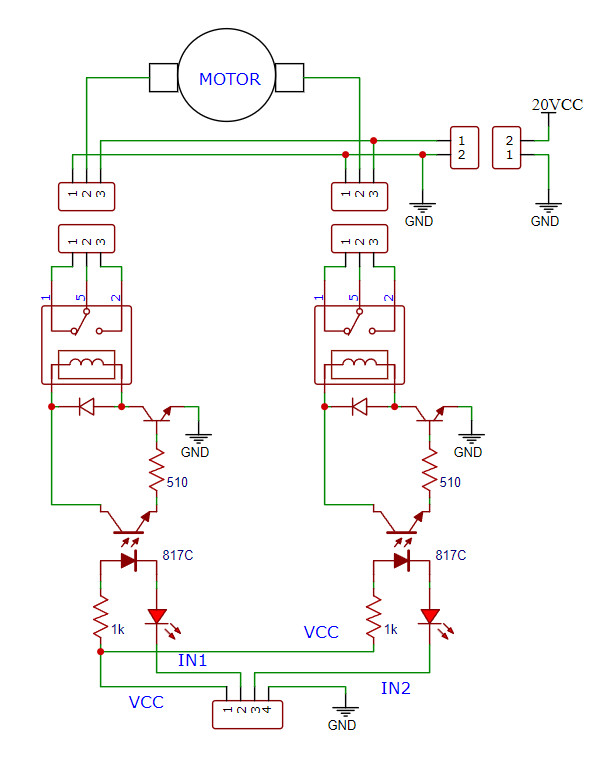 MOTOR
20VCC
1 2
2 1
1 2 3
1 2 3
GND
GND
1 2 3
1 2 3
1 5 2
1 5 2
GND
GND
510
510
817C
817C
1k
VCC
1k
IN1
IN2
VCC
1 2 3 4
GND